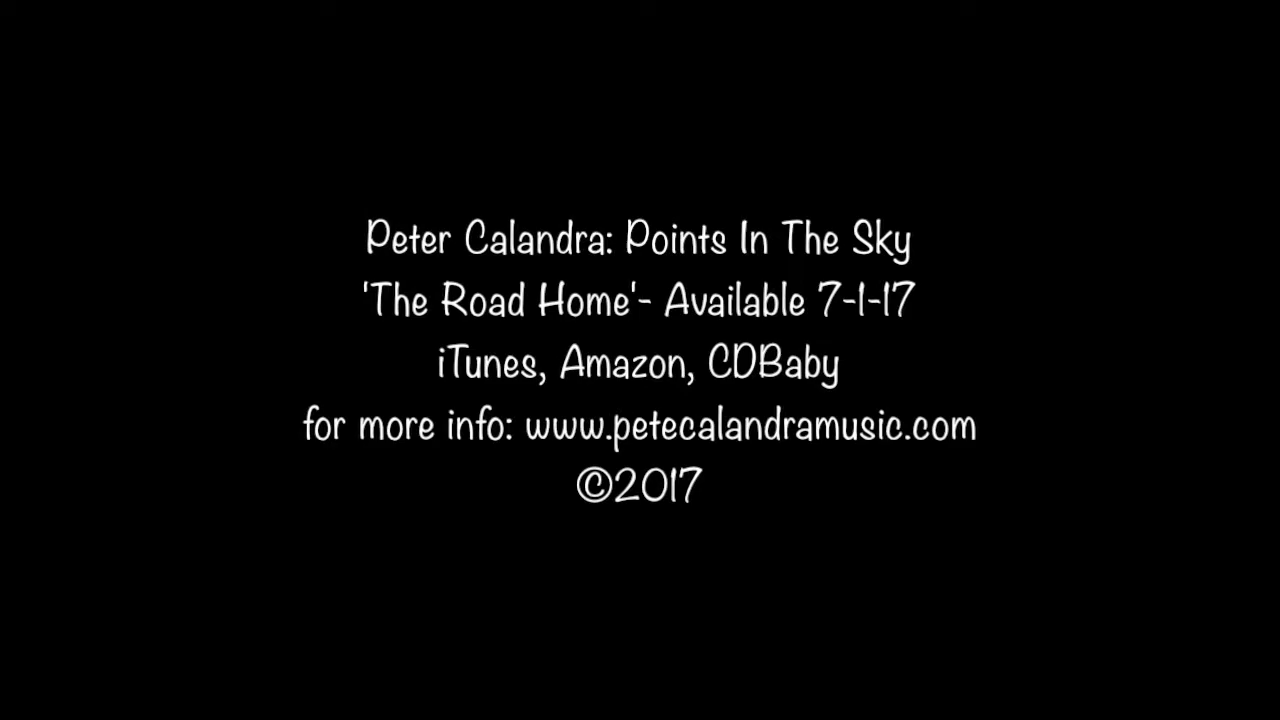 Peter Calandra: Points In The Sky
'The Road Home'- Available 7-1-17
iTunes, Amazon, CDBaby
for more info: www.petecalandramusic.com
©2017